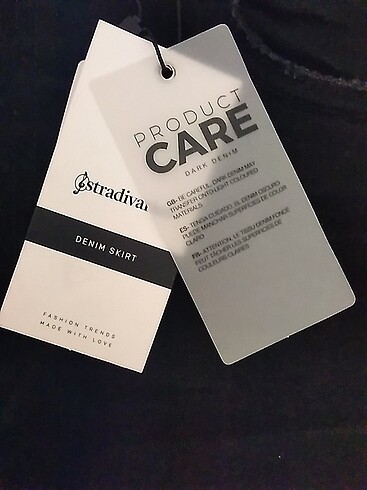 stradivar
DENIM SKIRT
FASHION TRENDS
MADE WITH LOVE
PRODUCT
CARE
DARK DENIM
GB- BE CAREFUL, DARK DENIM MAY
TRANSFER ONTO LIGHT COLOURED
MATERIALS
ES- TENGA CUIDADO, EL DENIM OSCURO
PUEDE MANCHAR SUPERFICIES DE COLOR
CLARO
FR- ATTENTION, LE TISSU DENIM FONCÉ
PEUT TÂCHER LES SUPERFICIES DE
COULEURS CLAIRES